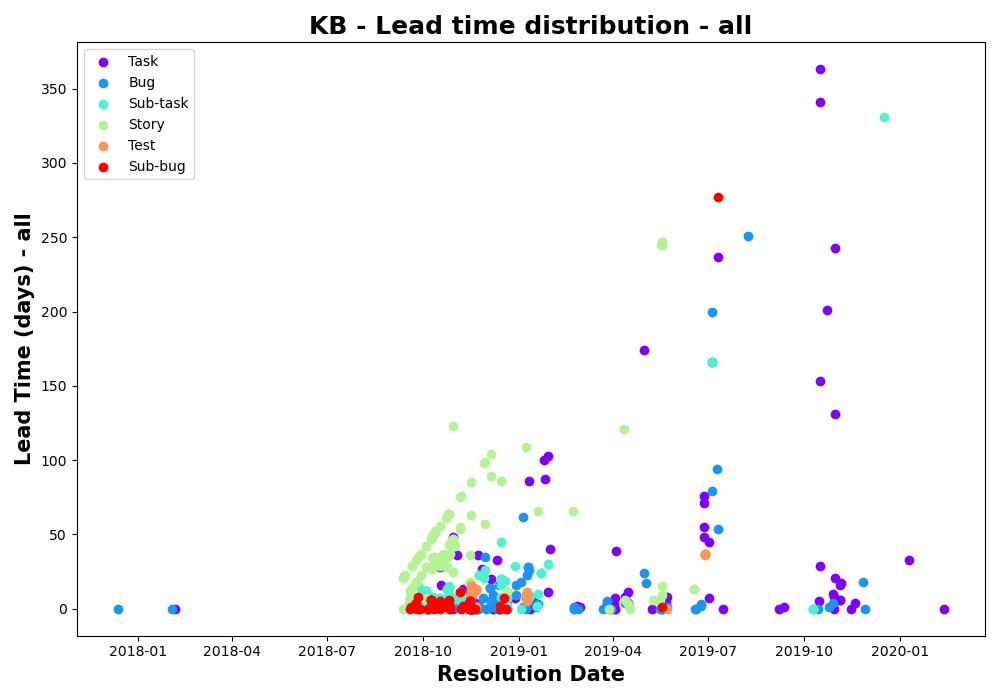 KB - Lead time distribution - all
Task
Bug
Sub-task
Story
Test
Sub-bug
Lead Time (days) - all
350
300
250
200
150
100
50
0
2018-01 2018-04 2018-07 2018-10 2019-01 2019-04 2019-07 2019-10 2020-01
Resolution Date